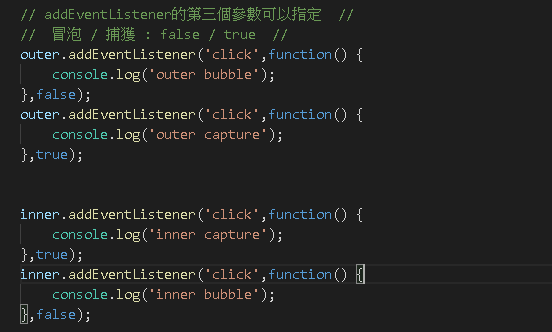 // addEventListener的第三個參數可以指定  //
//  冒泡 / 捕獲 : false / true  //
outer.addEventListener('click',function() {
    console.log('outer bubble');
},false);
outer.addEventListener('click',function() {
    console.log('outer capture');
},true);
inner.addEventListener('click',function() {
    console.log('inner capture');
},true);
inner.addEventListener('click',function() {
    console.log('inner bubble');
},false);